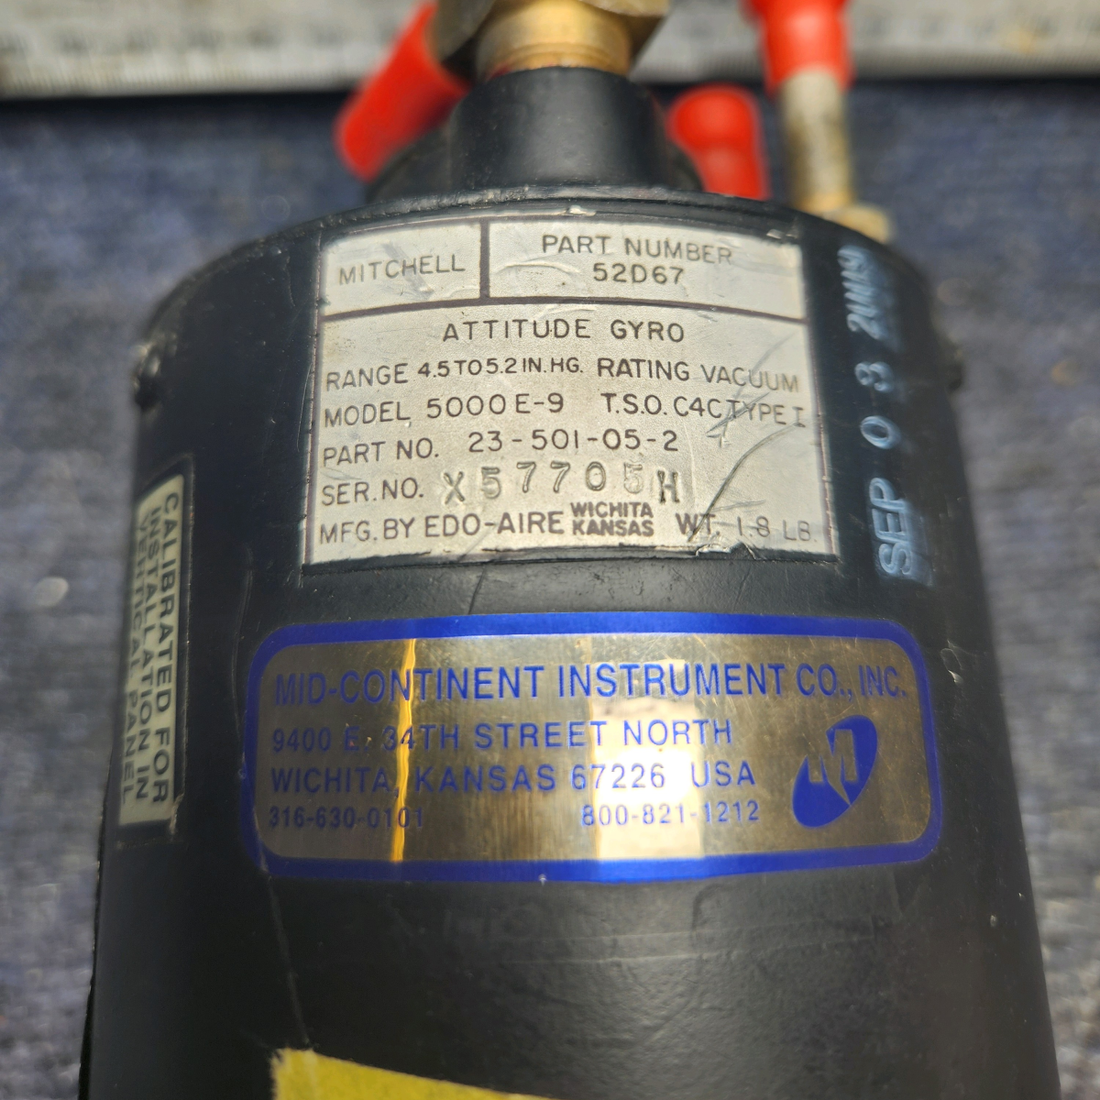 MITCHELL
PART NUMBER
52D67
ATTITUDE GYRO
RANGE 4.5 TO 5.2 IN. HG. RATING VACUUM
MODEL 5000 E-9 T.S.O. C4C TYPE I
PART NO. 23-501-05-2
SER. NO. X57705H
MFG. BY EDO-AIRE WICHITA KANSAS WT. 1.8 LB.
SEP 03
CALIBRATED FOR
INSTALLATION IN
VERTICAL PANEL
MID-CONTINENT INSTRUMENT CO., INC.
9400 E. 34TH STREET NORTH
WICHITA, KANSAS 67226 USA
316-630-0101 800-821-1212